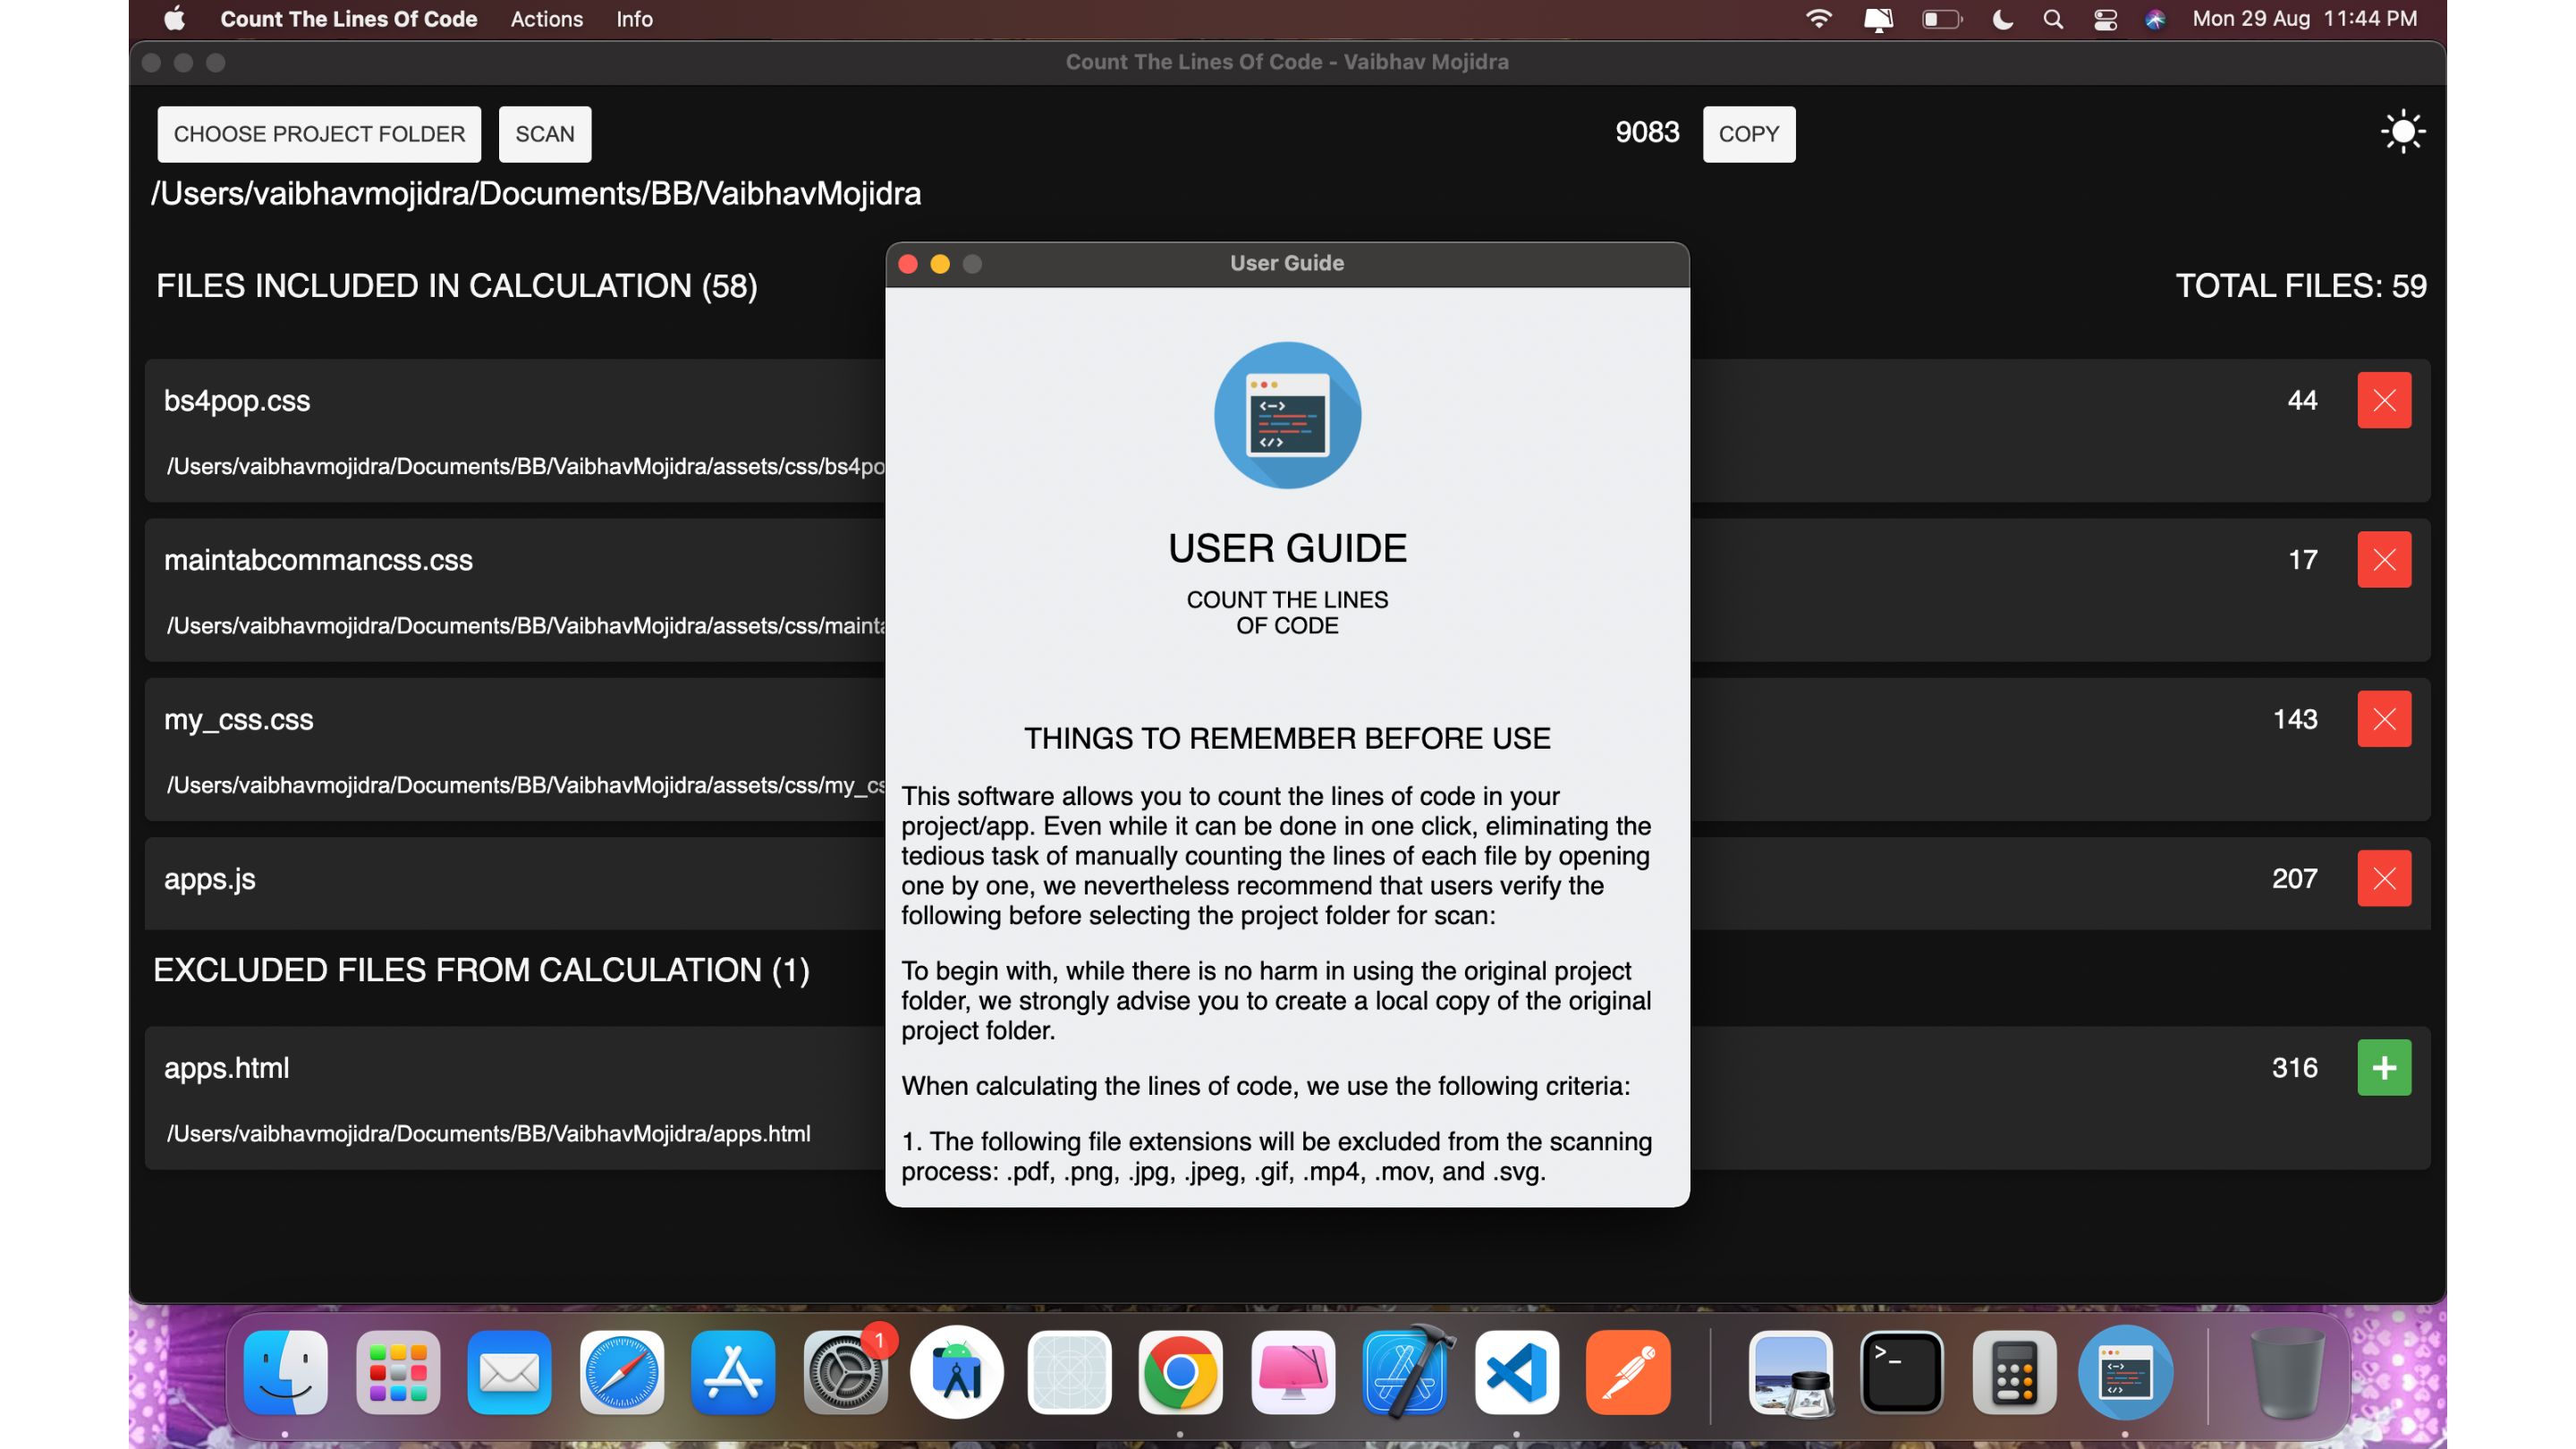 Count The Lines Of Code Actions Info Mon 29 Aug 11:44 PM
Count The Lines Of Code - Vaibhav Mojidra
CHOOSE PROJECT FOLDER SCAN 9083 COPY
/Users/vaibhavmojidra/Documents/BB/VaibhavMojidra
FILES INCLUDED IN CALCULATION (58) TOTAL FILES: 59
bs4pop.css 44
/Users/vaibhavmojidra/Documents/BB/VaibhavMojidra/assets/css/bs4po
maintabcommancss.css 17
/Users/vaibhavmojidra/Documents/BB/VaibhavMojidra/assets/css/mainta
my_css.css 143
/Users/vaibhavmojidra/Documents/BB/VaibhavMojidra/assets/css/my_cs
apps.js 207
EXCLUDED FILES FROM CALCULATION (1)
apps.html 316
/Users/vaibhavmojidra/Documents/BB/VaibhavMojidra/apps.html
User Guide
USER GUIDE
COUNT THE LINES
OF CODE
THINGS TO REMEMBER BEFORE USE
This software allows you to count the lines of code in your
project/app. Even while it can be done in one click, eliminating the
tedious task of manually counting the lines of each file by opening
one by one, we nevertheless recommend that users verify the
following before selecting the project folder for scan:
To begin with, while there is no harm in using the original project
folder, we strongly advise you to create a local copy of the original
project folder.
When calculating the lines of code, we use the following criteria:
1. The following file extensions will be excluded from the scanning
process: .pdf, .png, .jpg, .jpeg, .gif, .mp4, .mov, and .svg.
1